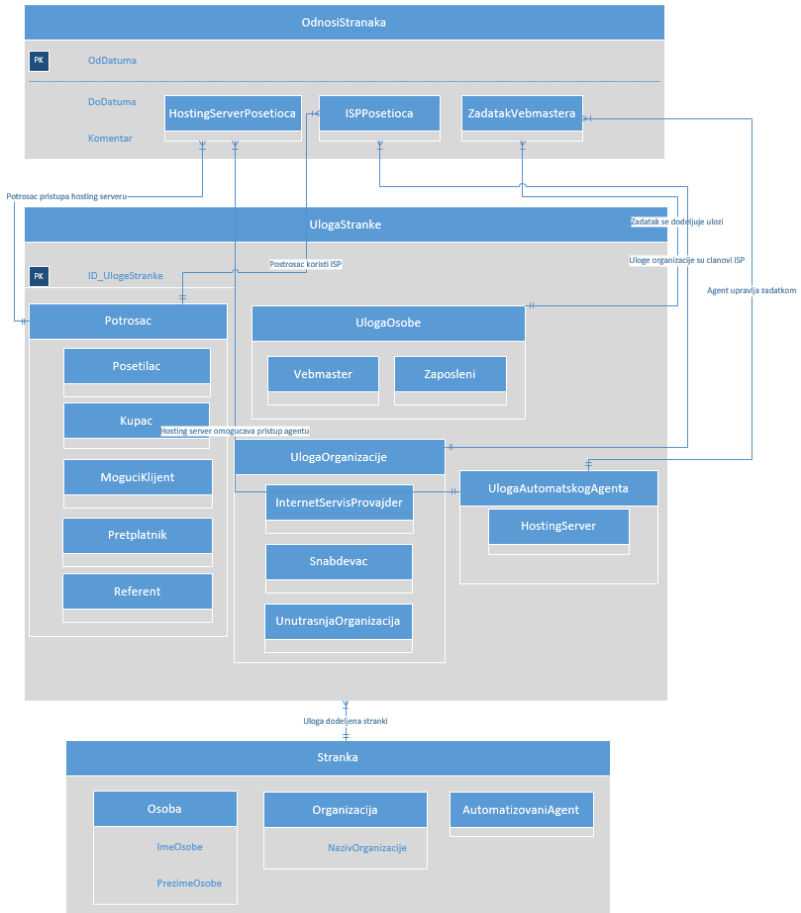 OdnosiStranaka
PK
OdDatuma
DoDatuma
Komentar
HostingServerPosetioca
ISPPosetioca
ZadatakVebmastera
Potrosac pristupa hosting serveru
UlogaStranke
Zadatak se dodeljuje ulozi
Uloge organizacije su clanovi ISP
Postrosac koristi ISP
PK
ID_UlogeStranke
Agent upravlja zadatkom
Potrosac
UlogaOsobe
Posetilac
Vebmaster
Zaposleni
Kupac
Hosting server omogucava pristup agentu
UlogaOrganizacije
MoguciKlijent
InternetServisProvajder
UlogaAutomatskogAgenta
HostingServer
Pretplatnik
Snabdevac
Referent
UnutrasnjaOrganizacija
Uloga dodeljena stranki
Stranka
Osoba
ImeOsobe
PrezimeOsobe
Organizacija
NazivOrganizacije
AutomatizovaniAgent